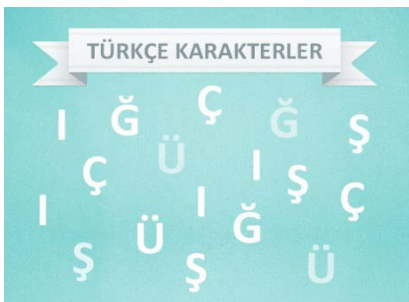 TÜRKÇE KARAKTERLER
I Ğ Ç Ğ Ş
Ç Ü I Ş Ç
I Ü I Ğ
Ş Ş Ü